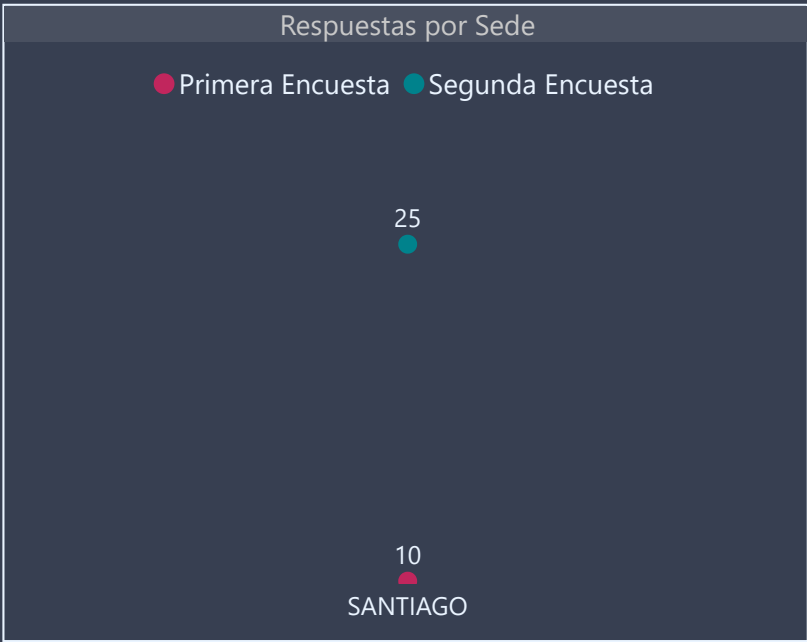 Respuestas por Sede
Primera Encuesta Segunda Encuesta
25
10
SANTIAGO